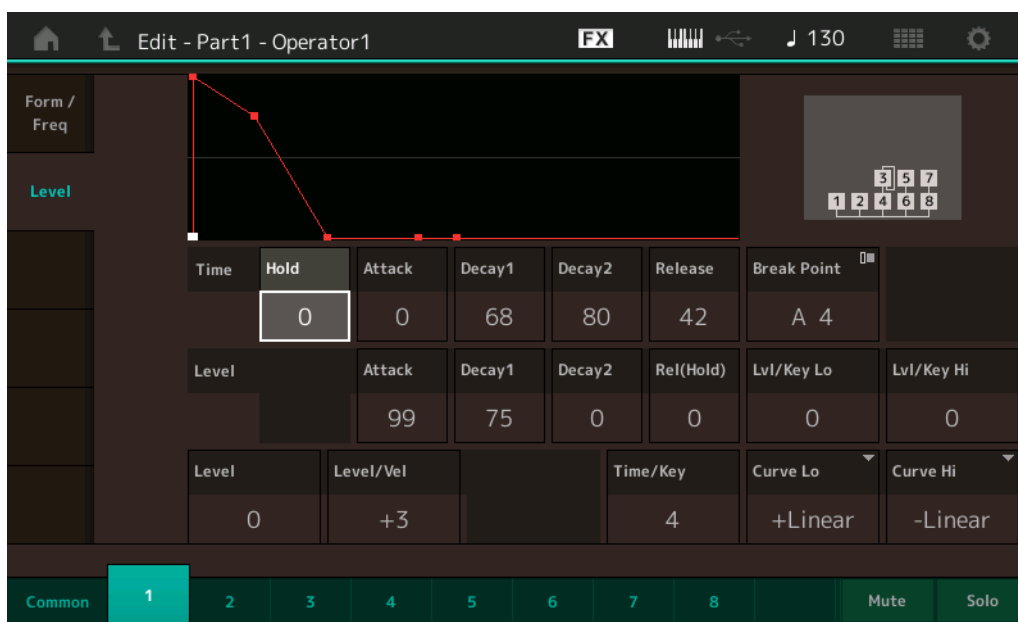 Edit - Part1 - Operator1 FX 130
Form /
Freq
Level
3 5 7
1 2 4 6 8
Time Hold Attack Decay1 Decay2 Release Break Point
0 0 68 80 42 A 4
Level Attack Decay1 Decay2 Rel(Hold) Lvl/Key Lo Lvl/Key Hi
99 75 0 0 0 0
Level Level/Vel Time/Key Curve Lo Curve Hi
0 +3 4 +Linear -Linear
Common 1 2 3 4 5 6 7 8 Mute Solo